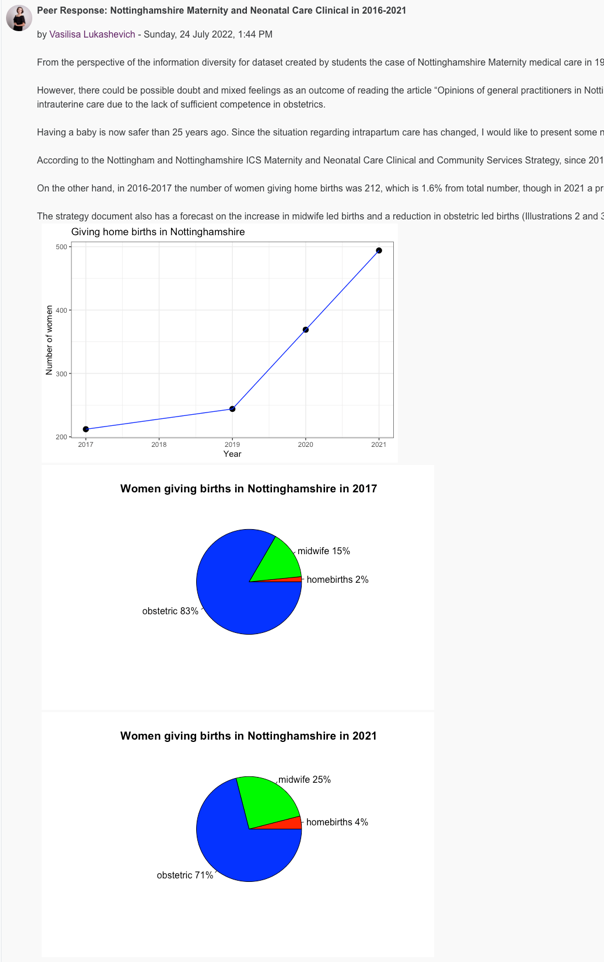 Peer Response: Nottinghamshire Maternity and Neonatal Care Clinical in 2016-2021
by Vasilisa Lukashevich - Sunday, 24 July 2022, 1:44 PM
From the perspective of the information diversity for dataset created by students the case of Nottinghamshire Maternity medical care in 19
However, there could be possible doubt and mixed feelings as an outcome of reading the article “Opinions of general practitioners in Notti
intrauterine care due to the lack of sufficient competence in obstetrics.
Having a baby is now safer than 25 years ago. Since the situation regarding intrapartum care has changed, I would like to present some n
According to the Nottingham and Nottinghamshire ICS Maternity and Neonatal Care Clinical and Community Services Strategy, since 201
On the other hand, in 2016-2017 the number of women giving home births was 212, which is 1.6% from total number, though in 2021 a pr
The strategy document also has a forecast on the increase in midwife led births and a reduction in obstetric led births (Illustrations 2 and 3
Giving home births in Nottinghamshire
500
400
300
200
Number of women
2017 2018 2019 2020 2021
Year
Women giving births in Nottinghamshire in 2017
midwife 15%
homebirths 2%
obstetric 83%
Women giving births in Nottinghamshire in 2021
midwife 25%
homebirths 4%
obstetric 71%